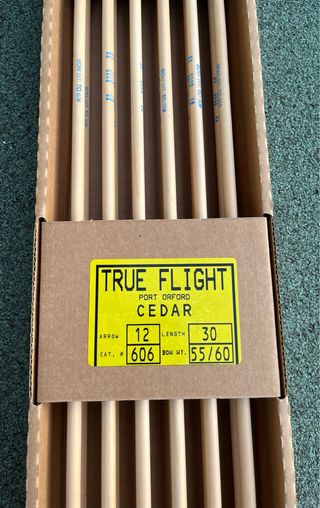 TRUE FLIGHT
PORT ORFORD
CEDAR
ARROW 12 LENGTH 30
CAT. # 606 BOW WT. 55/60